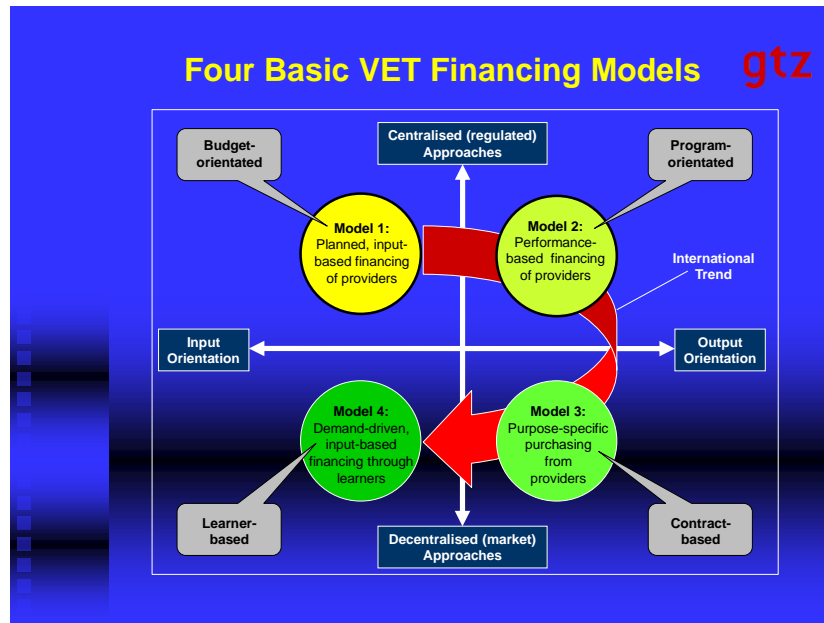 Four Basic VET Financing Models
gtz
Budget-
orientated
Centralised (regulated)
Approaches
Program-
orientated
Model 1:
Planned, input-
based financing
of providers
Model 2:
Performance-
based financing
of providers
International
Trend
Input
Orientation
Output
Orientation
Model 4:
Demand-driven,
input-based
financing through
learners
Model 3:
Purpose-specific
purchasing
from
providers
Learner-
based
Decentralised (market)
Approaches
Contract-
based